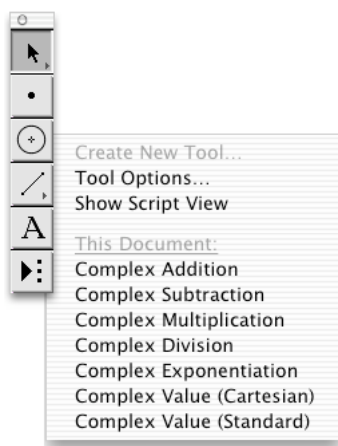 A
Create New Tool...
Tool Options...
Show Script View
This Document:
Complex Addition
Complex Subtraction
Complex Multiplication
Complex Division
Complex Exponentiation
Complex Value (Cartesian)
Complex Value (Standard)